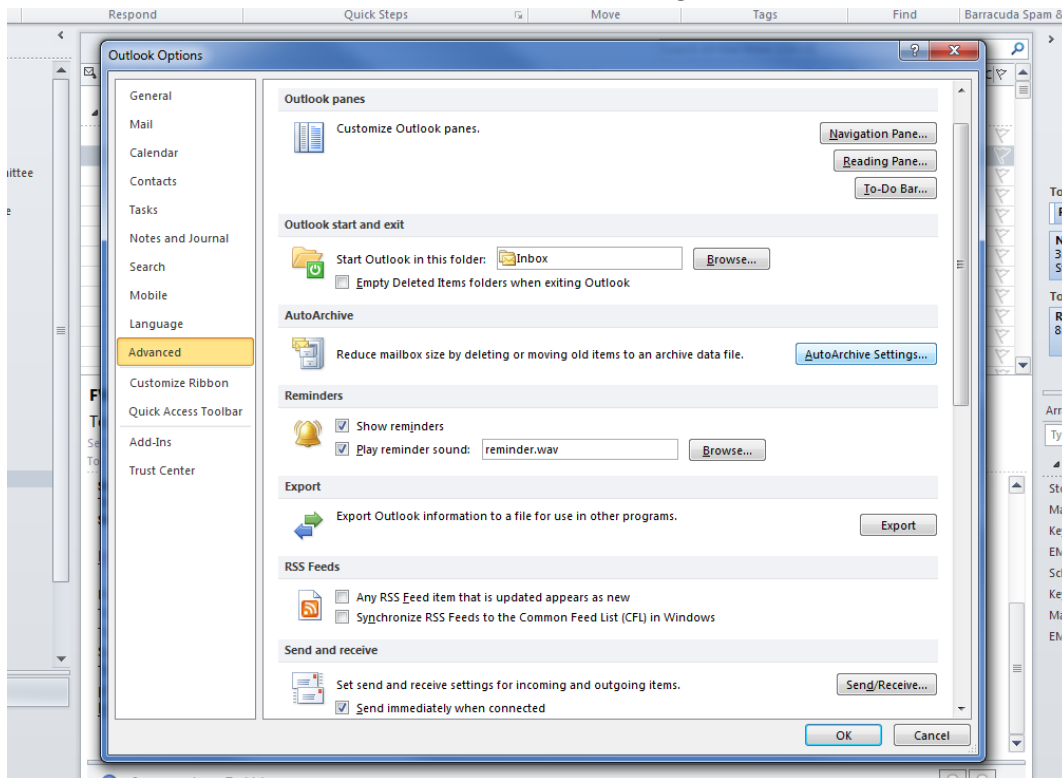 Respond Quick Steps Move Tags Find Barracuda Spam &
Outlook Options
General
Mail
Calendar
Contacts
Tasks
Notes and Journal
Search
Mobile
Language
Advanced
Customize Ribbon
Quick Access Toolbar
Add-Ins
Trust Center
Outlook panes
Customize Outlook panes.
Navigation Pane...
Reading Pane...
To-Do Bar...
Outlook start and exit
Start Outlook in this folder: Inbox Browse...
Empty Deleted Items folders when exiting Outlook
AutoArchive
Reduce mailbox size by deleting or moving old items to an archive data file. AutoArchive Settings...
Reminders
Show reminders
Play reminder sound: reminder.wav Browse...
Export
Export Outlook information to a file for use in other programs. Export
RSS Feeds
Any RSS Feed item that is updated appears as new
Synchronize RSS Feeds to the Common Feed List (CFL) in Windows
Send and receive
Set send and receive settings for incoming and outgoing items. Send/Receive...
Send immediately when connected
OK Cancel